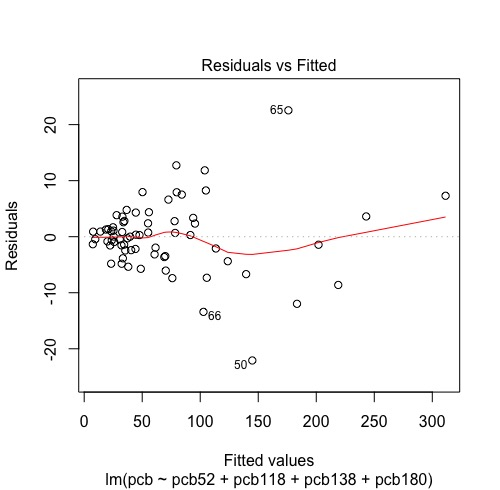 Residuals vs Fitted
Residuals
20
10
0
-10
-20
65
66
50
0 50 100 150 200 250 300
Fitted values
lm(pcb ~ pcb52 + pcb118 + pcb138 + pcb180)